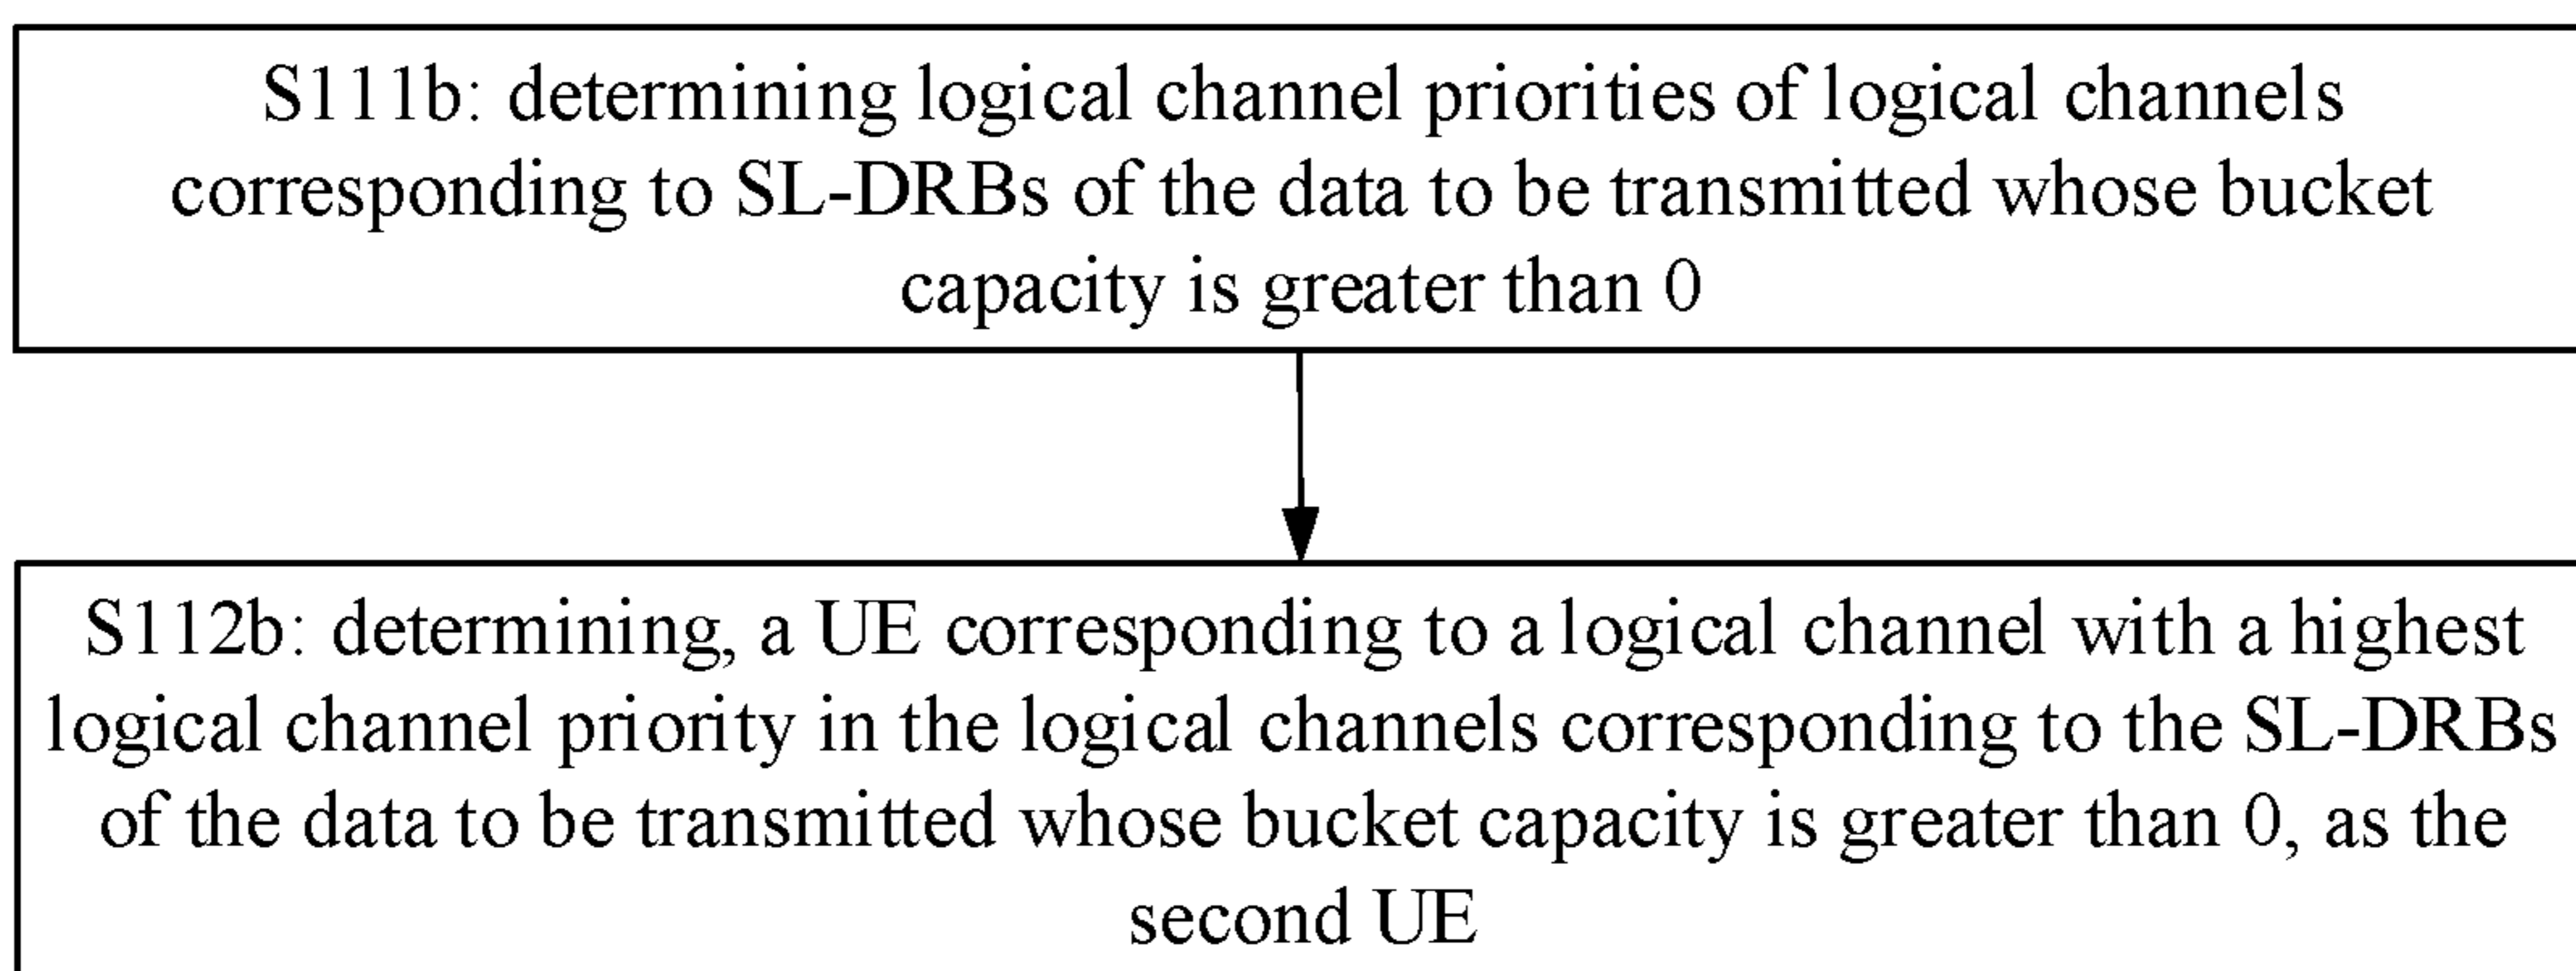 S111b: determining logical channel priorities of logical channels
corresponding to SL-DRBs of the data to be transmitted whose bucket
capacity is greater than 0
S112b: determining, a UE corresponding to a logical channel with a highest
logical channel priority in the logical channels corresponding to the SL-DRBs
of the data to be transmitted whose bucket capacity is greater than 0, as the
second UE